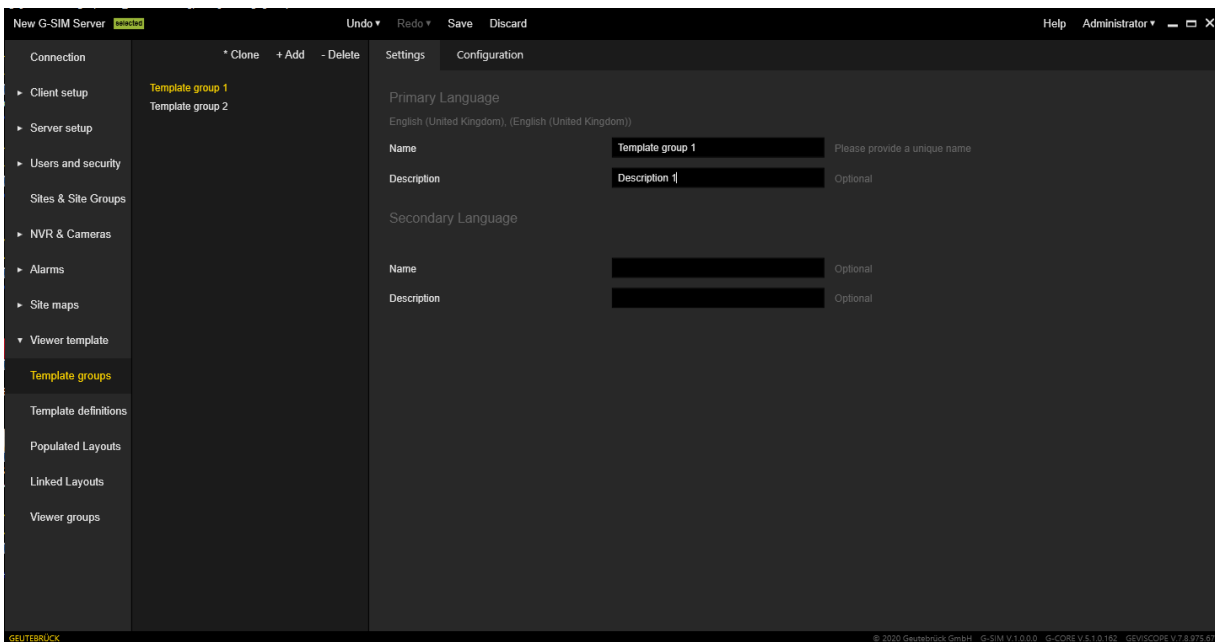 New G-SIM Server selected Undo ▾ Redo ▾ Save Discard Help Administrator ▾
Connection
▸ Client setup
▸ Server setup
▸ Users and security
Sites & Site Groups
▸ NVR & Cameras
▸ Alarms
▸ Site maps
▾ Viewer template
Template groups
Template definitions
Populated Layouts
Linked Layouts
Viewer groups
* Clone + Add - Delete
Template group 1
Template group 2
Settings Configuration
Primary Language
English (United Kingdom), (English (United Kingdom))
Name Template group 1 Please provide a unique name
Description Description 1 Optional
Secondary Language
Name Optional
Description Optional
GEUTEBRÜCK © 2020 Geutebrück GmbH G-SIM V.1.0.0.0 G-CORE V.5.1.0.162 GEVISCOPE V.7.8.975.67